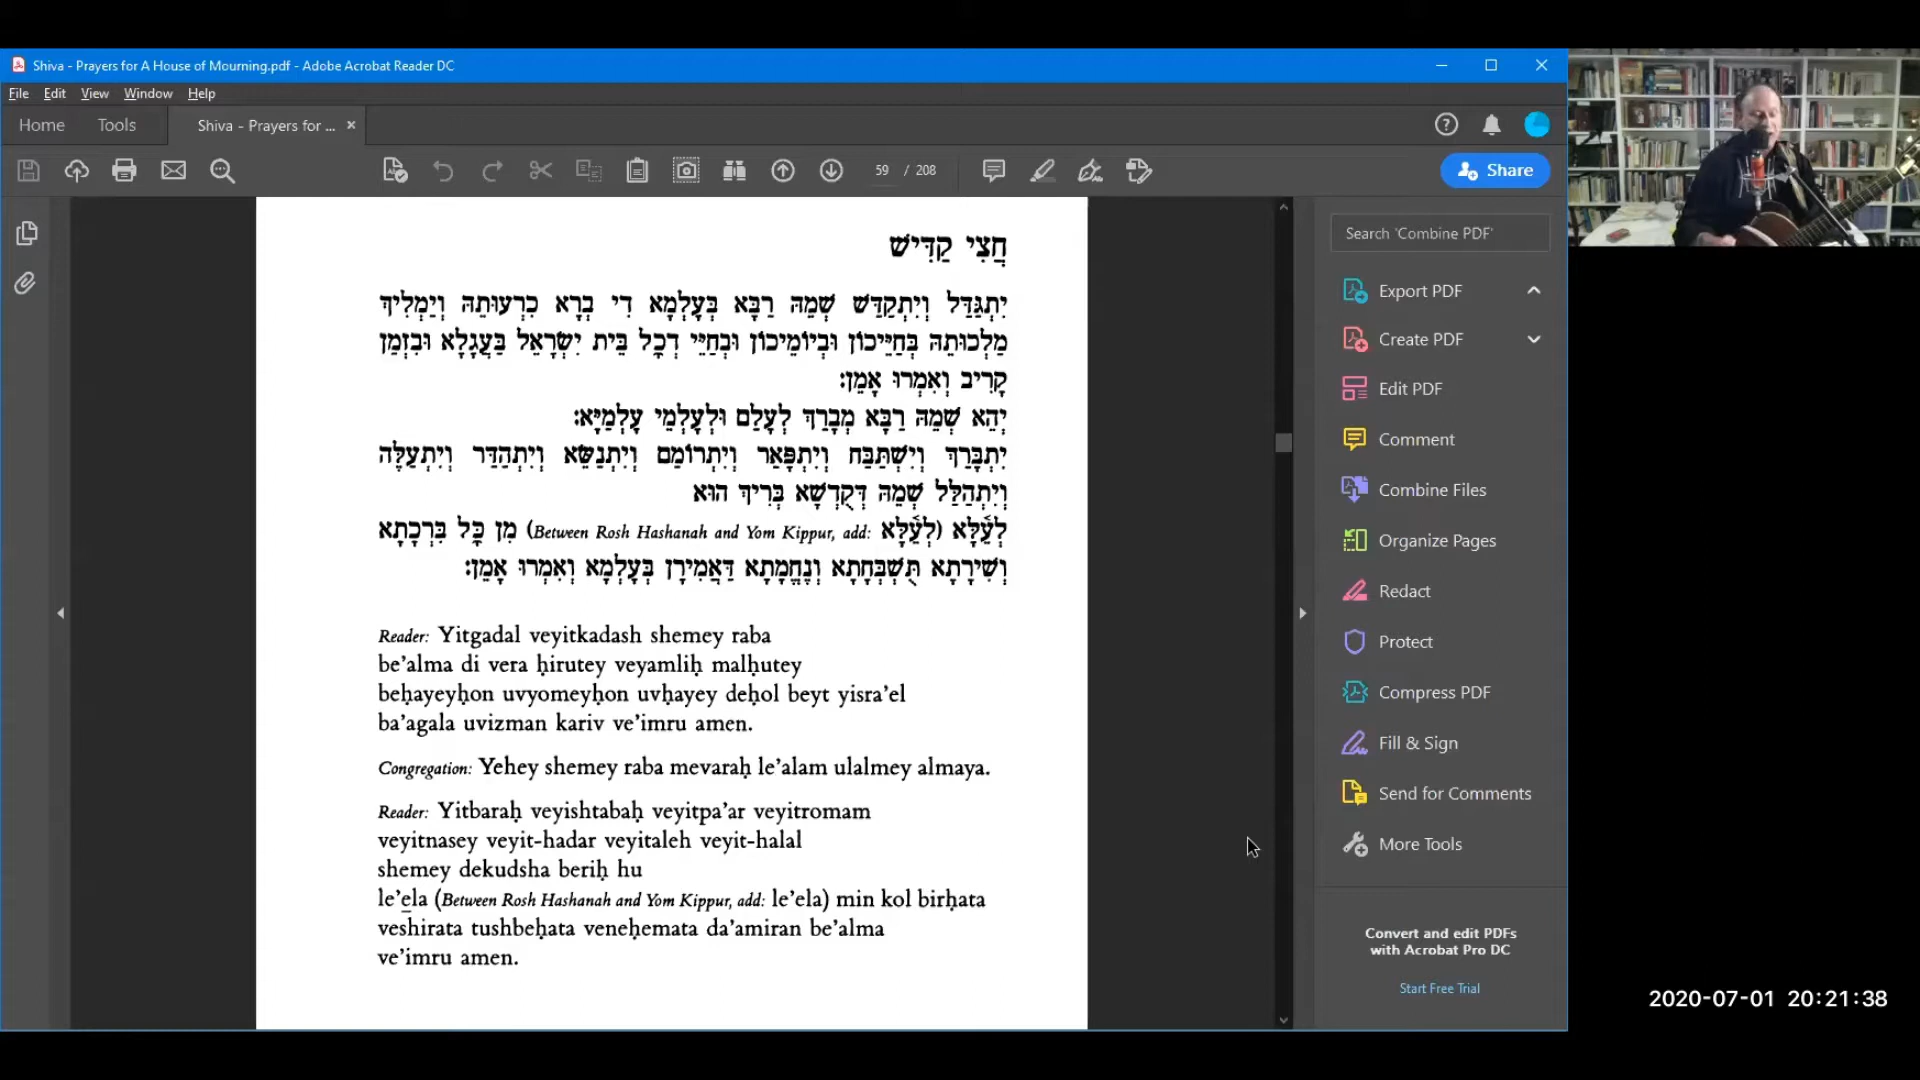 Shiva - Prayers for A House of Mourning.pdf - Adobe Acrobat Reader DC
File Edit View Window Help
Home Tools Shiva - Prayers for ... ×
59 / 208
Share
חֲצִי קַדִּישׁ
יִתְגַּדַּל וְיִתְקַדַּשׁ שְׁמֵהּ רַבָּא בְּעָלְמָא דִי בְרָא כִרְעוּתֵהּ וְיַמְלִיךְ
מַלְכוּתֵהּ בְּחַיֵּיכוֹן וּבְיוֹמֵיכוֹן וּבְחַיֵּי דְכָל בֵּית יִשְׂרָאֵל בַּעֲגָלָא וּבִזְמַן
קָרִיב וְאִמְרוּ אָמֵן:
יְהֵא שְׁמֵהּ רַבָּא מְבָרַךְ לְעָלַם וּלְעָלְמֵי עָלְמַיָּא:
יִתְבָּרַךְ וְיִשְׁתַּבַּח וְיִתְפָּאַר וְיִתְרוֹמַם וְיִתְנַשֵּׂא וְיִתְהַדַּר וְיִתְעַלֶּה
וְיִתְהַלַּל שְׁמֵהּ דְּקֻדְשָׁא בְּרִיךְ הוּא
לְעֵלָּא (לְעֵלָּא Between Rosh Hashanah and Yom Kippur, add:) מִן כָּל בִּרְכָתָא
וְשִׁירָתָא תֻּשְׁבְּחָתָא וְנֶחֱמָתָא דַּאֲמִירָן בְּעָלְמָא וְאִמְרוּ אָמֵן:
Reader: Yitgadal veyitkadash shemey raba
be’alma di vera ḥirutey veyamliḥ malḥutey
beḥayeyḥon uvyomeyḥon uvḥayey deḥol beyt yisra’el
ba’agala uvizman kariv ve’imru amen.
Congregation: Yehey shemey raba mevaraḥ le’alam ulalmey almaya.
Reader: Yitbaraḥ veyishtabaḥ veyitpa’ar veyitromam
veyitnasey veyit-hadar veyitaleh veyit-halal
shemey dekudsha beriḥ hu
le’ela (Between Rosh Hashanah and Yom Kippur, add: le’ela) min kol birḥata
veshirata tushbeḥata veneḥemata da’amiran be’alma
ve’imru amen.
Search 'Combine PDF'
Export PDF
Create PDF
Edit PDF
Comment
Combine Files
Organize Pages
Redact
Protect
Compress PDF
Fill & Sign
Send for Comments
More Tools
Convert and edit PDFs
with Acrobat Pro DC
Start Free Trial
2020-07-01 20:21:38